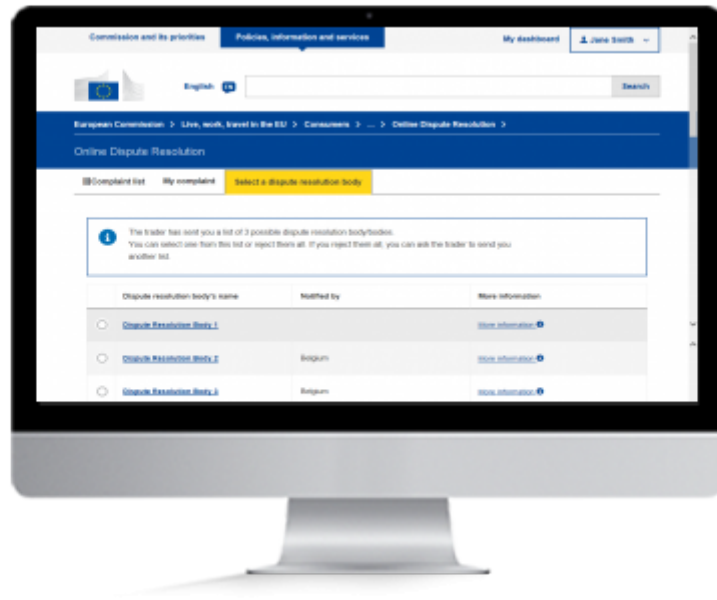 Commission and its priorities
Policies, information and services
My dashboard
Jane Smith
English EN
Search
European Commission > Live, work, travel in the EU > Consumers > ... > Online Dispute Resolution >
Online Dispute Resolution
Complaint list
My complaint
Select a dispute resolution body
The trader has sent you a list of 3 possible dispute resolution body/bodies.
You can select one from this list or reject them all. If you reject them all, you can ask the trader to send you
another list.
Dispute resolution body's name
Notified by
More information
Dispute Resolution Body 1
More information
Dispute Resolution Body 2
Belgium
More information
Dispute Resolution Body 3
Belgium
More information